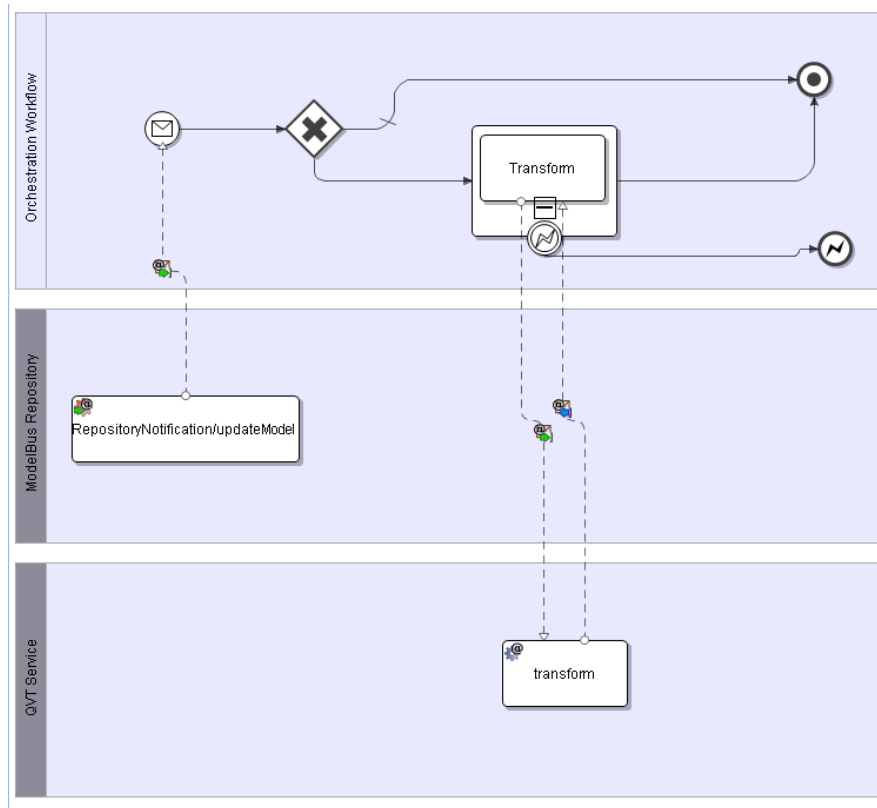 Orchestration Workflow
Transform
ModelBus Repository
RepositoryNotification/updateModel
QVT Service
transform